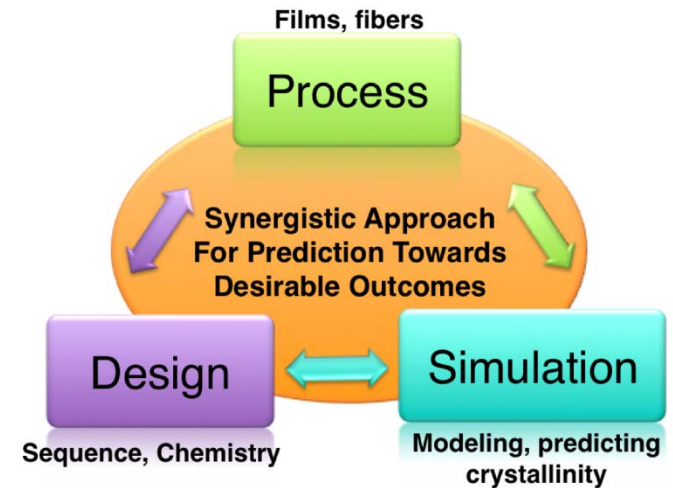 Films, fibers
Process
Synergistic Approach
For Prediction Towards
Desirable Outcomes
Design
Simulation
Sequence, Chemistry
Modeling, predicting
crystallinity